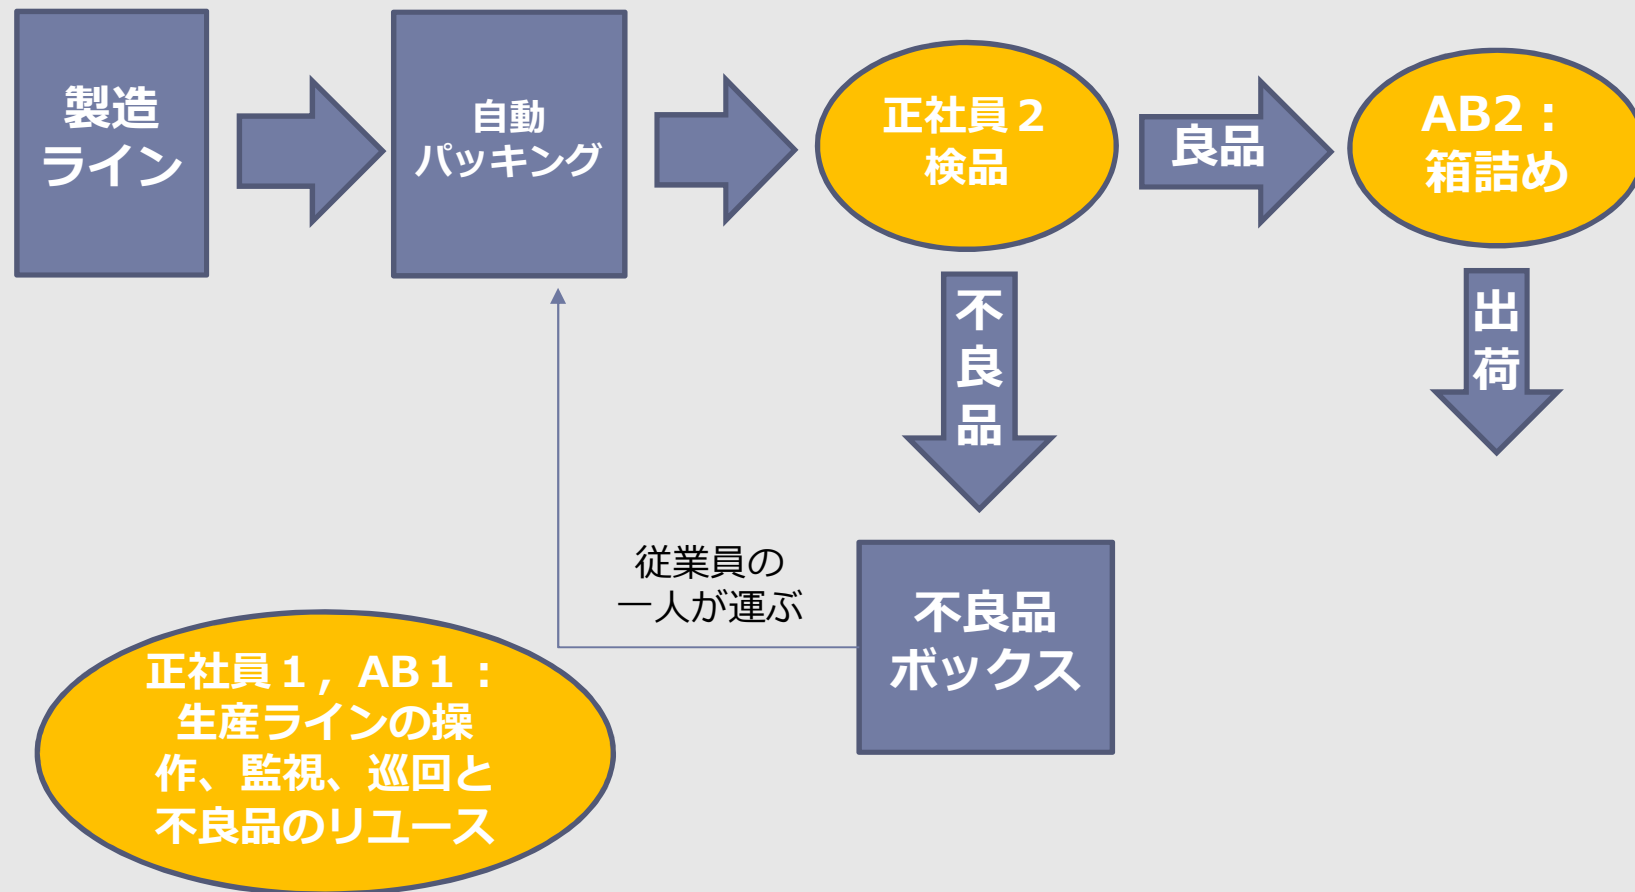 製造
ライン
自動
パッキング
正社員２
検品
良品
AB2：
箱詰め
不良品
出荷
従業員の
一人が運ぶ
不良品
ボックス
正社員１，AB１：
生産ラインの操
作、監視、巡回と
不良品のリユース